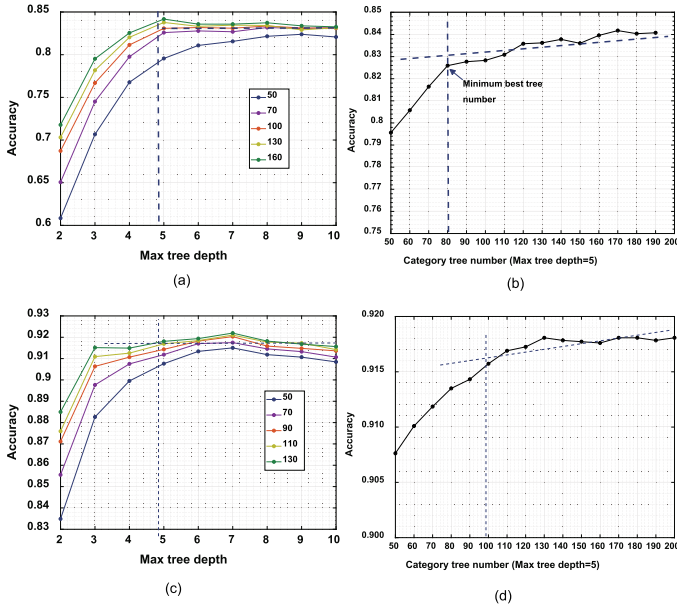 0.85
0.8
0.75
0.7
0.65
0.6
Accuracy
2 3 4 5 6 7 8 9 10
Max tree depth
50
70
100
130
160
(a)
0.85
0.84
0.83
0.82
0.81
0.8
0.79
0.78
0.77
0.76
0.75
Accuracy
Minimum best tree
number
50 60 70 80 90 100 110 120 130 140 150 160 170 180 190 200
Category tree number (Max tree depth=5)
(b)
0.93
0.92
0.91
0.9
0.89
0.88
0.87
0.86
0.85
0.84
0.83
Accuracy
2 3 4 5 6 7 8 9 10
Max tree depth
50
70
90
110
130
(c)
0.920
0.915
0.910
0.905
0.900
Accuracy
50 60 70 80 90 100 110 120 130 140 150 160 170 180 190 200
Category tree number (Max tree depth=5)
(d)